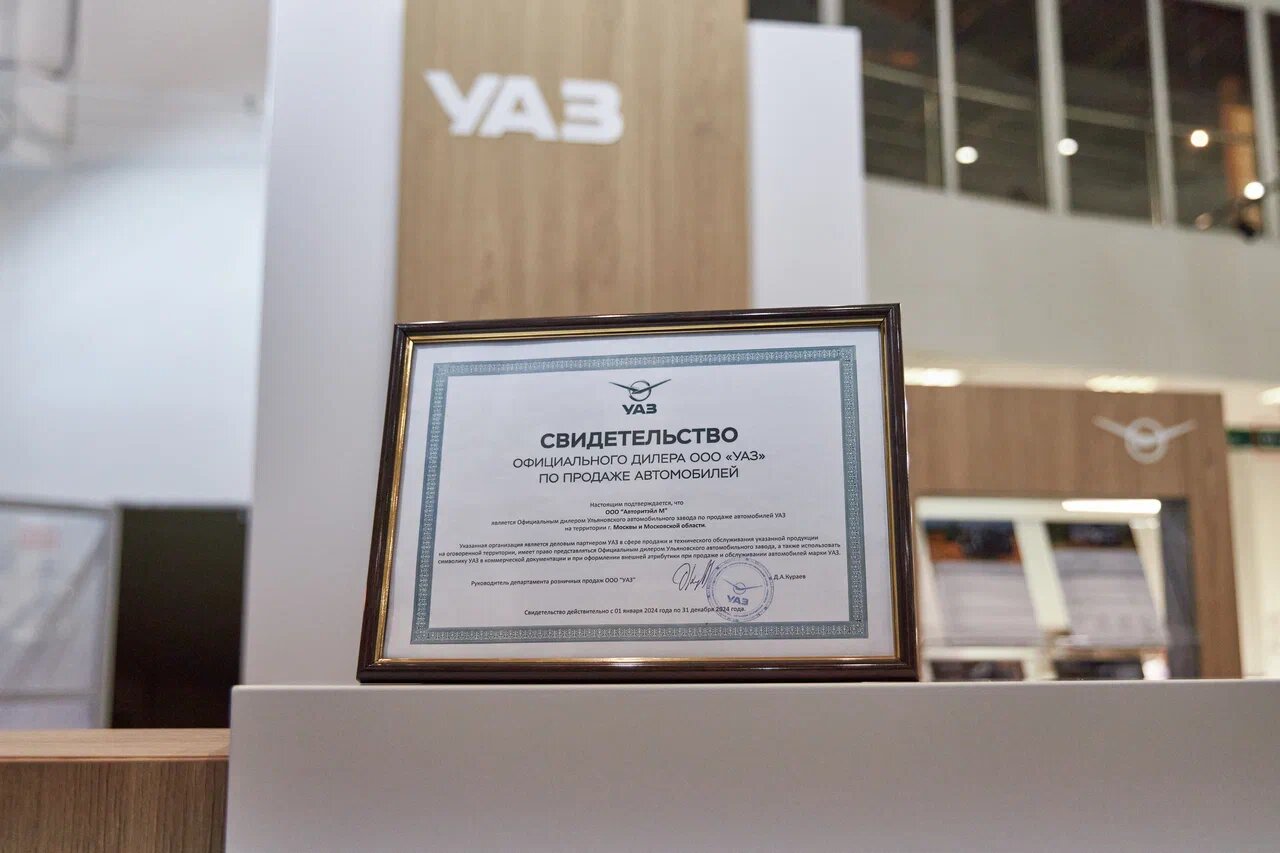 УАЗ
УАЗ
СВИДЕТЕЛЬСТВО
ОФИЦИАЛЬНОГО ДИЛЕРА ООО «УАЗ»
ПО ПРОДАЖЕ АВТОМОБИЛЕЙ
Настоящим подтверждается, что
ООО "Авторитэйл М"
является Официальным дилером Ульяновского автомобильного завода по продаже автомобилей УАЗ
на территории г. Москвы и Московской области.
Указанная организация является деловым партнером УАЗ в сфере продажи и технического обслуживания указанной продукции
на оговоренной территории, имеет право представляться Официальным дилером Ульяновского автомобильного завода, а также использовать
символику УАЗ в коммерческой документации и при оформлении внешней атрибутики при продаже и обслуживании автомобилей марки УАЗ.
Руководитель департамента розничных продаж ООО "УАЗ"
Д.А.Кураев
УАЗ
Свидетельство действительно с 01 января 2024 года по 31 декабря 2024 года.